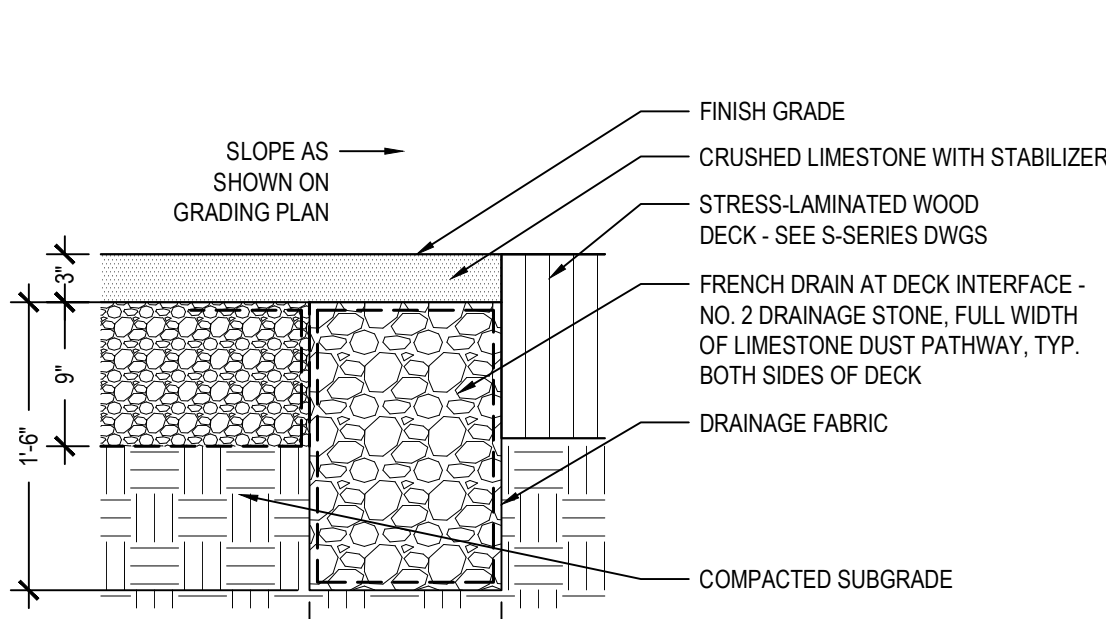 FINISH GRADE
SLOPE AS
SHOWN ON
GRADING PLAN
CRUSHED LIMESTONE WITH STABILIZER
STRESS-LAMINATED WOOD
DECK - SEE S-SERIES DWGS
FRENCH DRAIN AT DECK INTERFACE -
NO. 2 DRAINAGE STONE, FULL WIDTH
OF LIMESTONE DUST PATHWAY, TYP.
BOTH SIDES OF DECK
DRAINAGE FABRIC
COMPACTED SUBGRADE
3"
9"
1'-6"